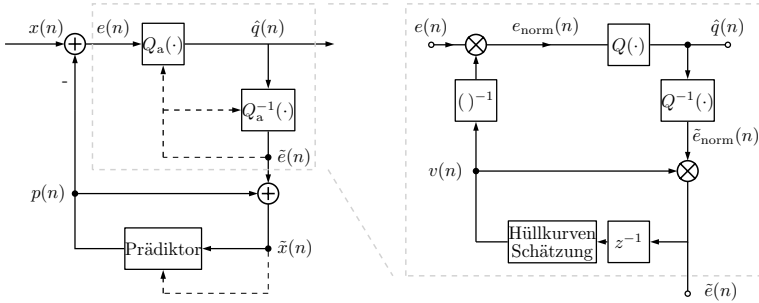 x(n)
e(n)
Q_a(·)
q̂(n)
-
Q_a^{-1}(·)
ẽ(n)
p(n)
Prädiktor
x̃(n)
e(n)
e_norm(n)
Q(·)
q̂(n)
( )^{-1}
Q^{-1}(·)
ẽ_norm(n)
v(n)
Hüllkurven
Schätzung
z^{-1}
ẽ(n)